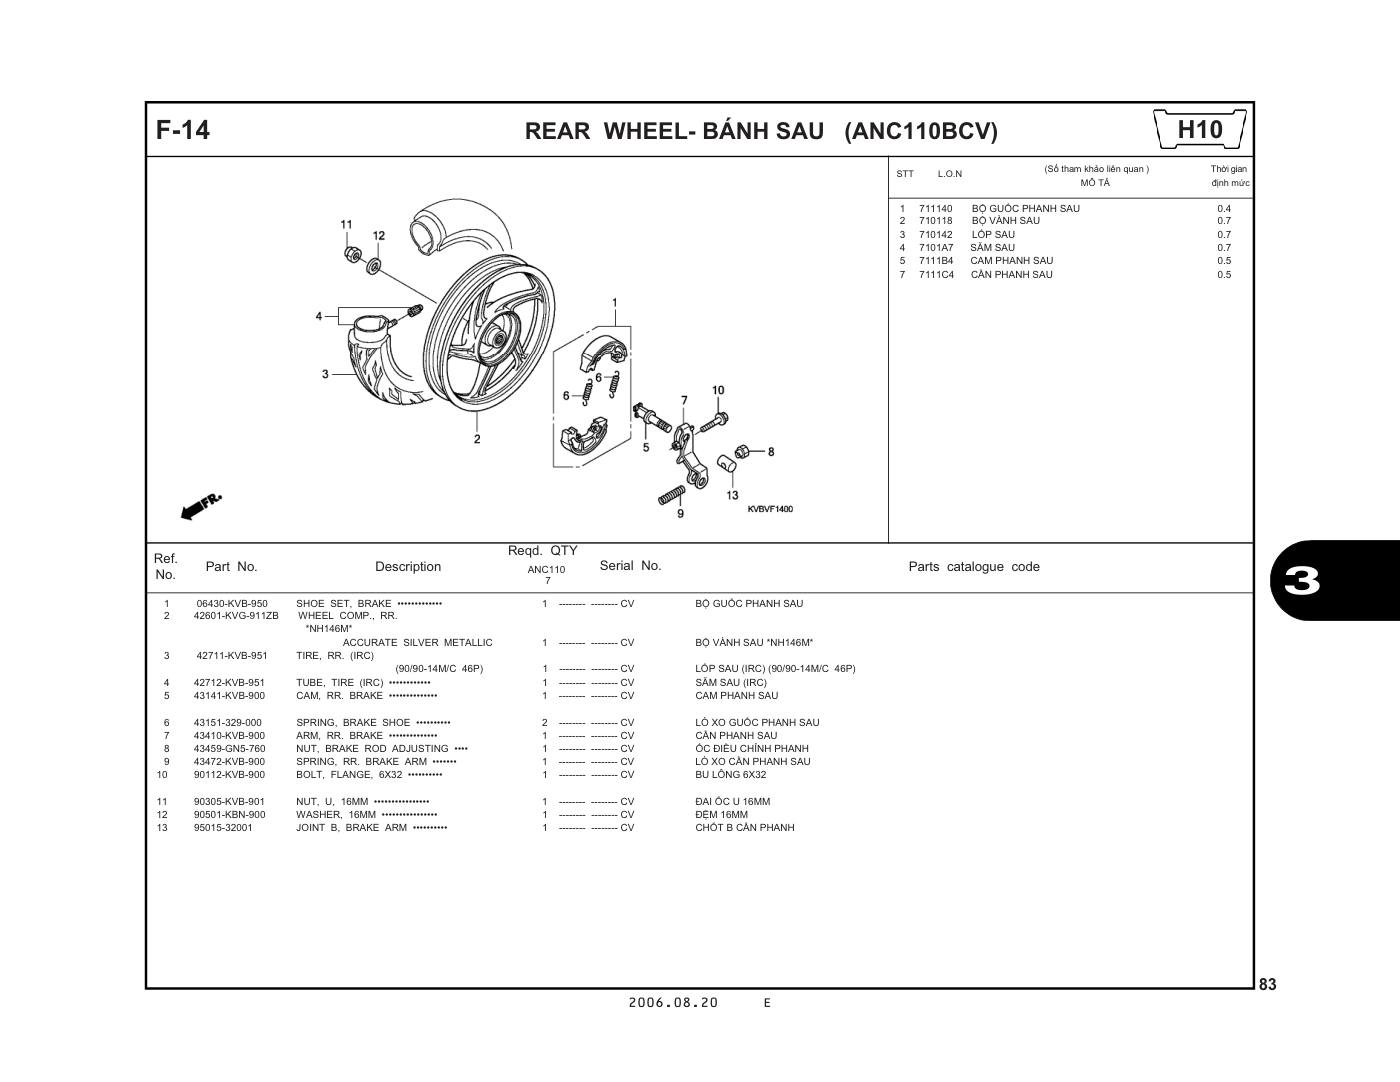 F-14 REAR WHEEL- BÁNH SAU (ANC110BCV) H10
STT L.O.N (Số tham khảo liên quan ) Thời gian
MÔ TẢ định mức
1 711140 BỘ GUỐC PHANH SAU 0.4
2 710118 BỘ VÀNH SAU 0.7
3 710142 LỐP SAU 0.7
4 7101A7 SĂM SAU 0.7
5 7111B4 CAM PHANH SAU 0.5
7 7111C4 CẦN PHANH SAU 0.5
11
12
4
3
2
1
6
6
5
7
10
8
13
9
FR.
KVBVF1400
Ref. No. Part No. Description Reqd. QTY ANC110 7 Serial No. Parts catalogue code
1 06430-KVB-950 SHOE SET, BRAKE ••••••••••••• 1 -------- -------- CV BỘ GUỐC PHANH SAU
2 42601-KVG-911ZB WHEEL COMP., RR.
*NH146M*
ACCURATE SILVER METALLIC 1 -------- -------- CV BỘ VÀNH SAU *NH146M*
3 42711-KVB-951 TIRE, RR. (IRC)
(90/90-14M/C 46P) 1 -------- -------- CV LỐP SAU (IRC) (90/90-14M/C 46P)
4 42712-KVB-951 TUBE, TIRE (IRC) •••••••••••• 1 -------- -------- CV SĂM SAU (IRC)
5 43141-KVB-900 CAM, RR. BRAKE •••••••••••••• 1 -------- -------- CV CAM PHANH SAU
6 43151-329-000 SPRING, BRAKE SHOE •••••••••• 2 -------- -------- CV LÒ XO GUỐC PHANH SAU
7 43410-KVB-900 ARM, RR. BRAKE •••••••••••••• 1 -------- -------- CV CẦN PHANH SAU
8 43459-GN5-760 NUT, BRAKE ROD ADJUSTING •••• 1 -------- -------- CV ỐC ĐIỀU CHỈNH PHANH
9 43472-KVB-900 SPRING, RR. BRAKE ARM ••••••• 1 -------- -------- CV LÒ XO CẦN PHANH SAU
10 90112-KVB-900 BOLT, FLANGE, 6X32 •••••••••• 1 -------- -------- CV BU LÔNG 6X32
11 90305-KVB-901 NUT, U, 16MM •••••••••••••••• 1 -------- -------- CV ĐAI ỐC U 16MM
12 90501-KBN-900 WASHER, 16MM •••••••••••••••• 1 -------- -------- CV ĐỆM 16MM
13 95015-32001 JOINT B, BRAKE ARM •••••••••• 1 -------- -------- CV CHỐT B CẦN PHANH
3
83
2006.08.20 E